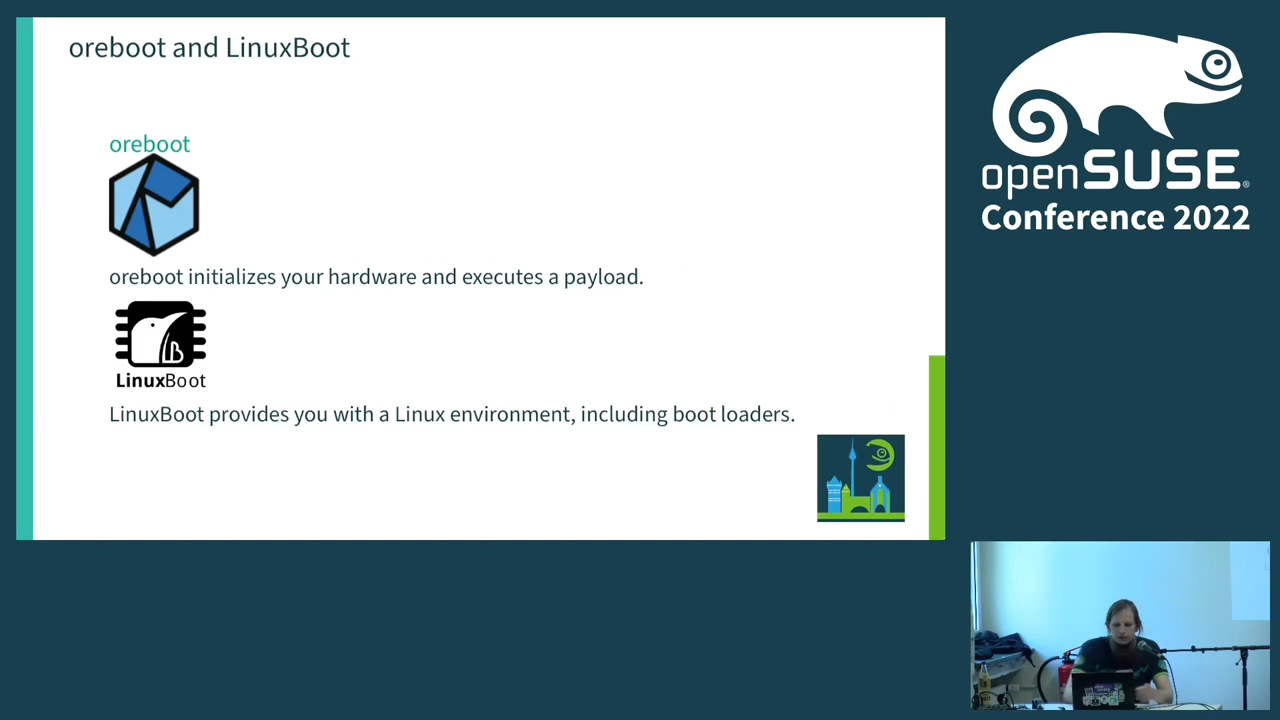 oreboot and LinuxBoot
oreboot
oreboot initializes your hardware and executes a payload.
LinuxBoot
LinuxBoot provides you with a Linux environment, including boot loaders.
openSUSE®
Conference 2022